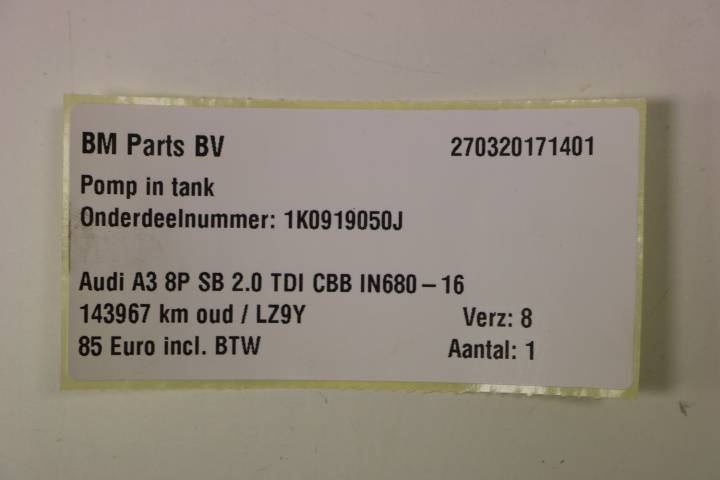 BM Parts BV 270320171401
Pomp in tank
Onderdeelnummer: 1K0919050J
Audi A3 8P SB 2.0 TDI CBB IN680-16
143967 km oud / LZ9Y Verz: 8
85 Euro incl. BTW Aantal: 1